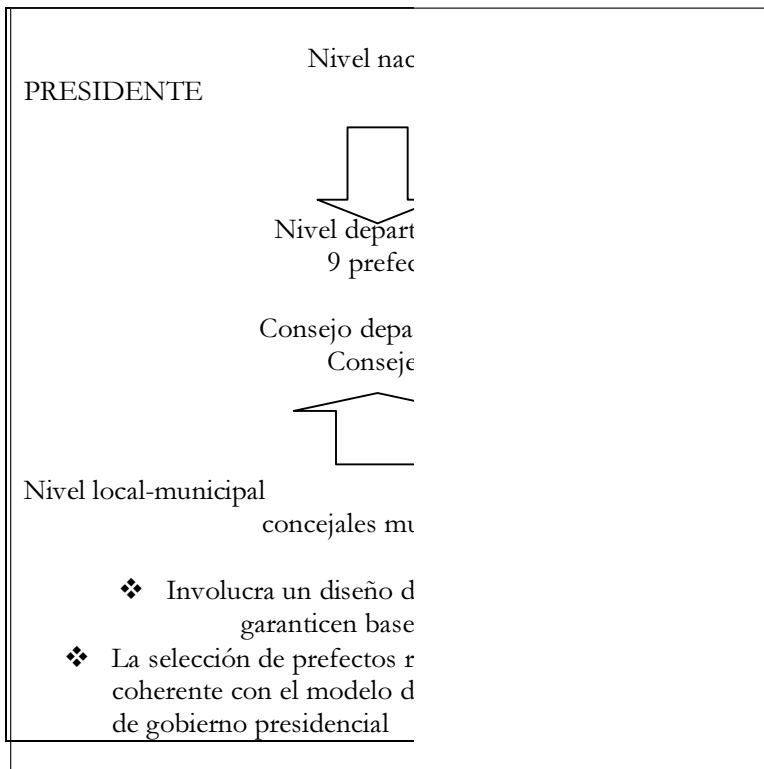 Nivel nac
PRESIDENTE
Nivel depart
9 prefec
Consejo depa
Conseje
Nivel local-municipal
concejales mu
❖ Involucra un diseño d
garanticen base
❖ La selección de prefectos r
coherente con el modelo d
de gobierno presidencial